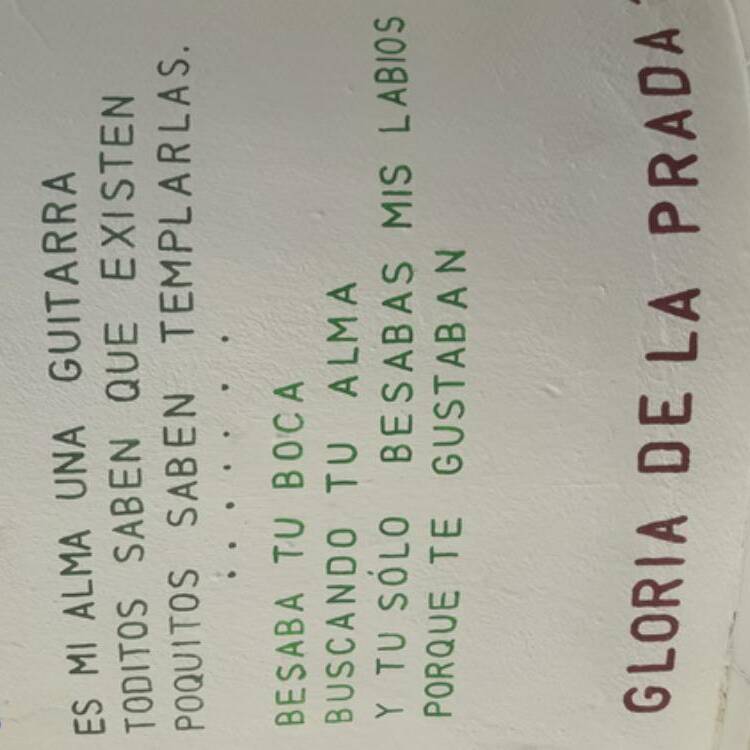 ES MI ALMA UNA GUITARRA
TODITOS SABEN QUE EXISTEN
POQUITOS SABEN TEMPLARLAS.
.......
BESABA TU BOCA
BUSCANDO TU ALMA
Y TU SÓLO BESABAS MIS LABIOS
PORQUE TE GUSTABAN
GLORIA DE LA PRADA